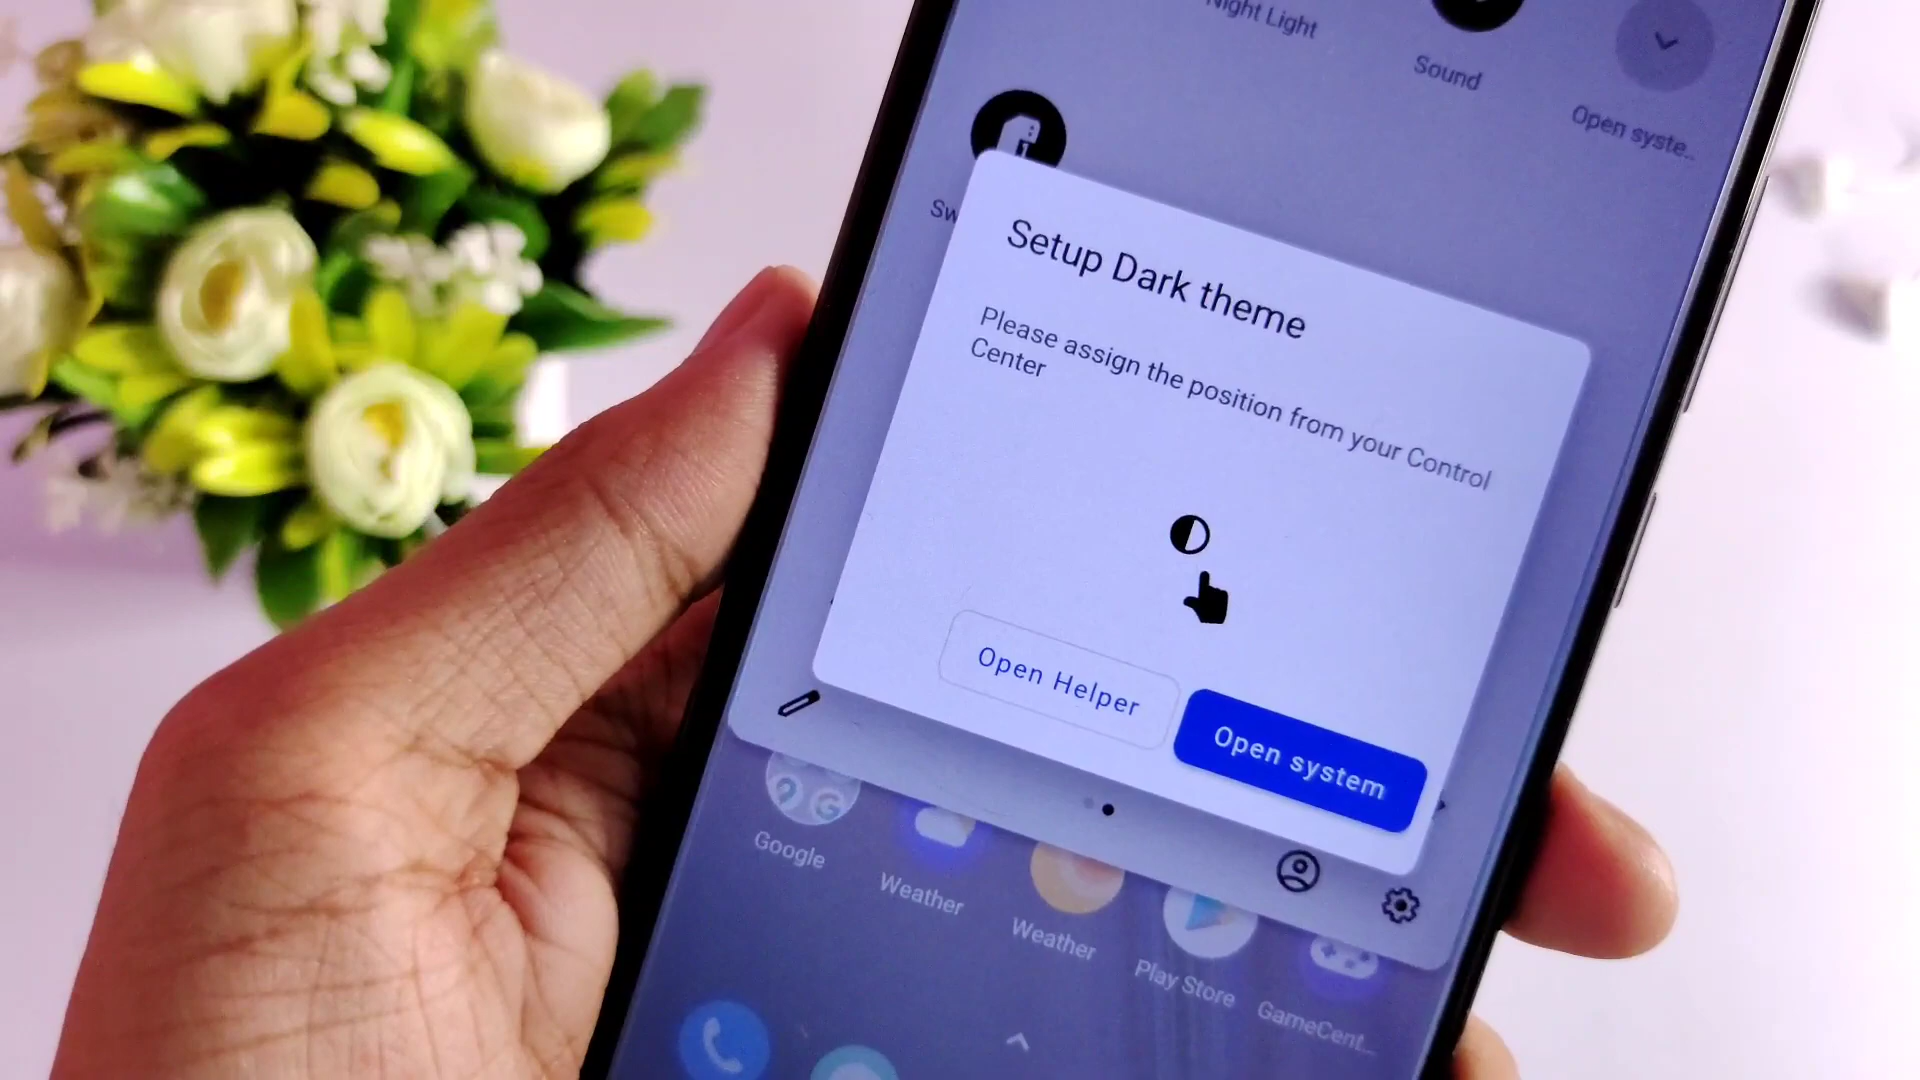 Night Light
Sound
Open syste..
Sw
Setup Dark theme
Please assign the position from your Control
Center
Open Helper
Open system
Google
Weather
Weather
Play Store
GameCent...